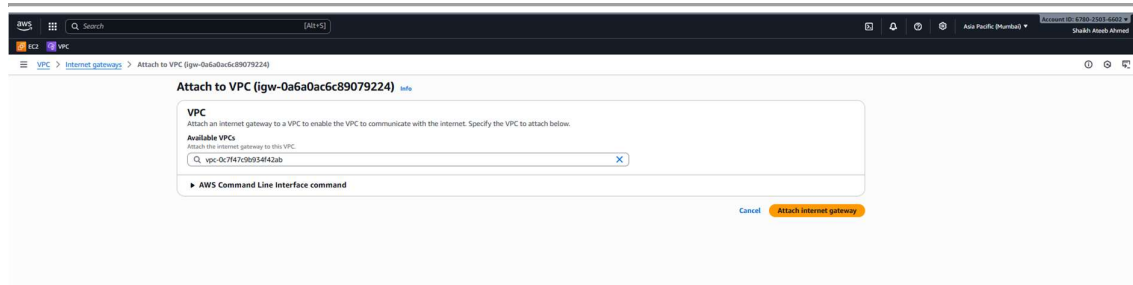 aws Search [Alt+S] Asia Pacific (Mumbai) Account ID: 6780-2503-6602
Shaikh Ateeb Ahmed
EC2 VPC
VPC > Internet gateways > Attach to VPC (igw-0a6a0ac6c89079224)
Attach to VPC (igw-0a6a0ac6c89079224) Info
VPC
Attach an internet gateway to a VPC to enable the VPC to communicate with the internet. Specify the VPC to attach below.
Available VPCs
Attach the internet gateway to this VPC.
vpc-0c7f47c9b934f42ab
AWS Command Line Interface command
Cancel Attach internet gateway